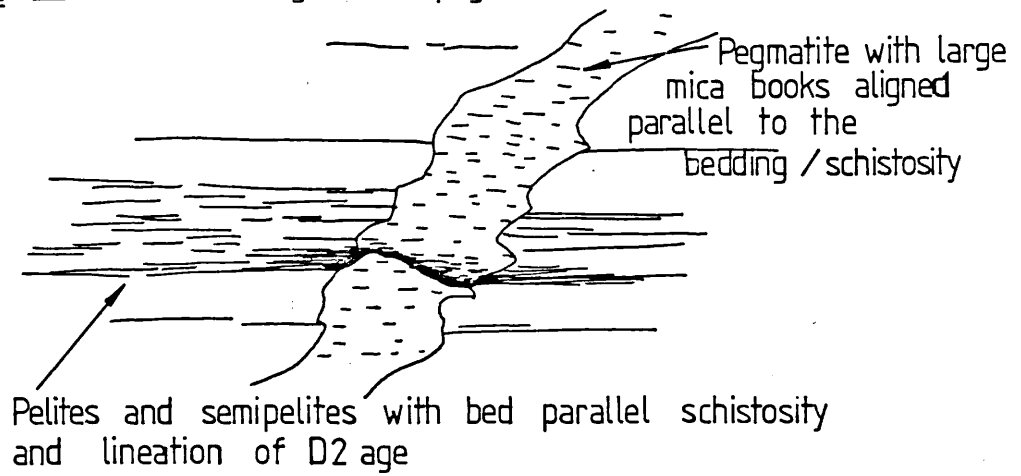 Pegmatite with large
mica books aligned
parallel to the
bedding / schistosity
Pelites and semipelites with bed parallel schistosity
and lineation of D2 age